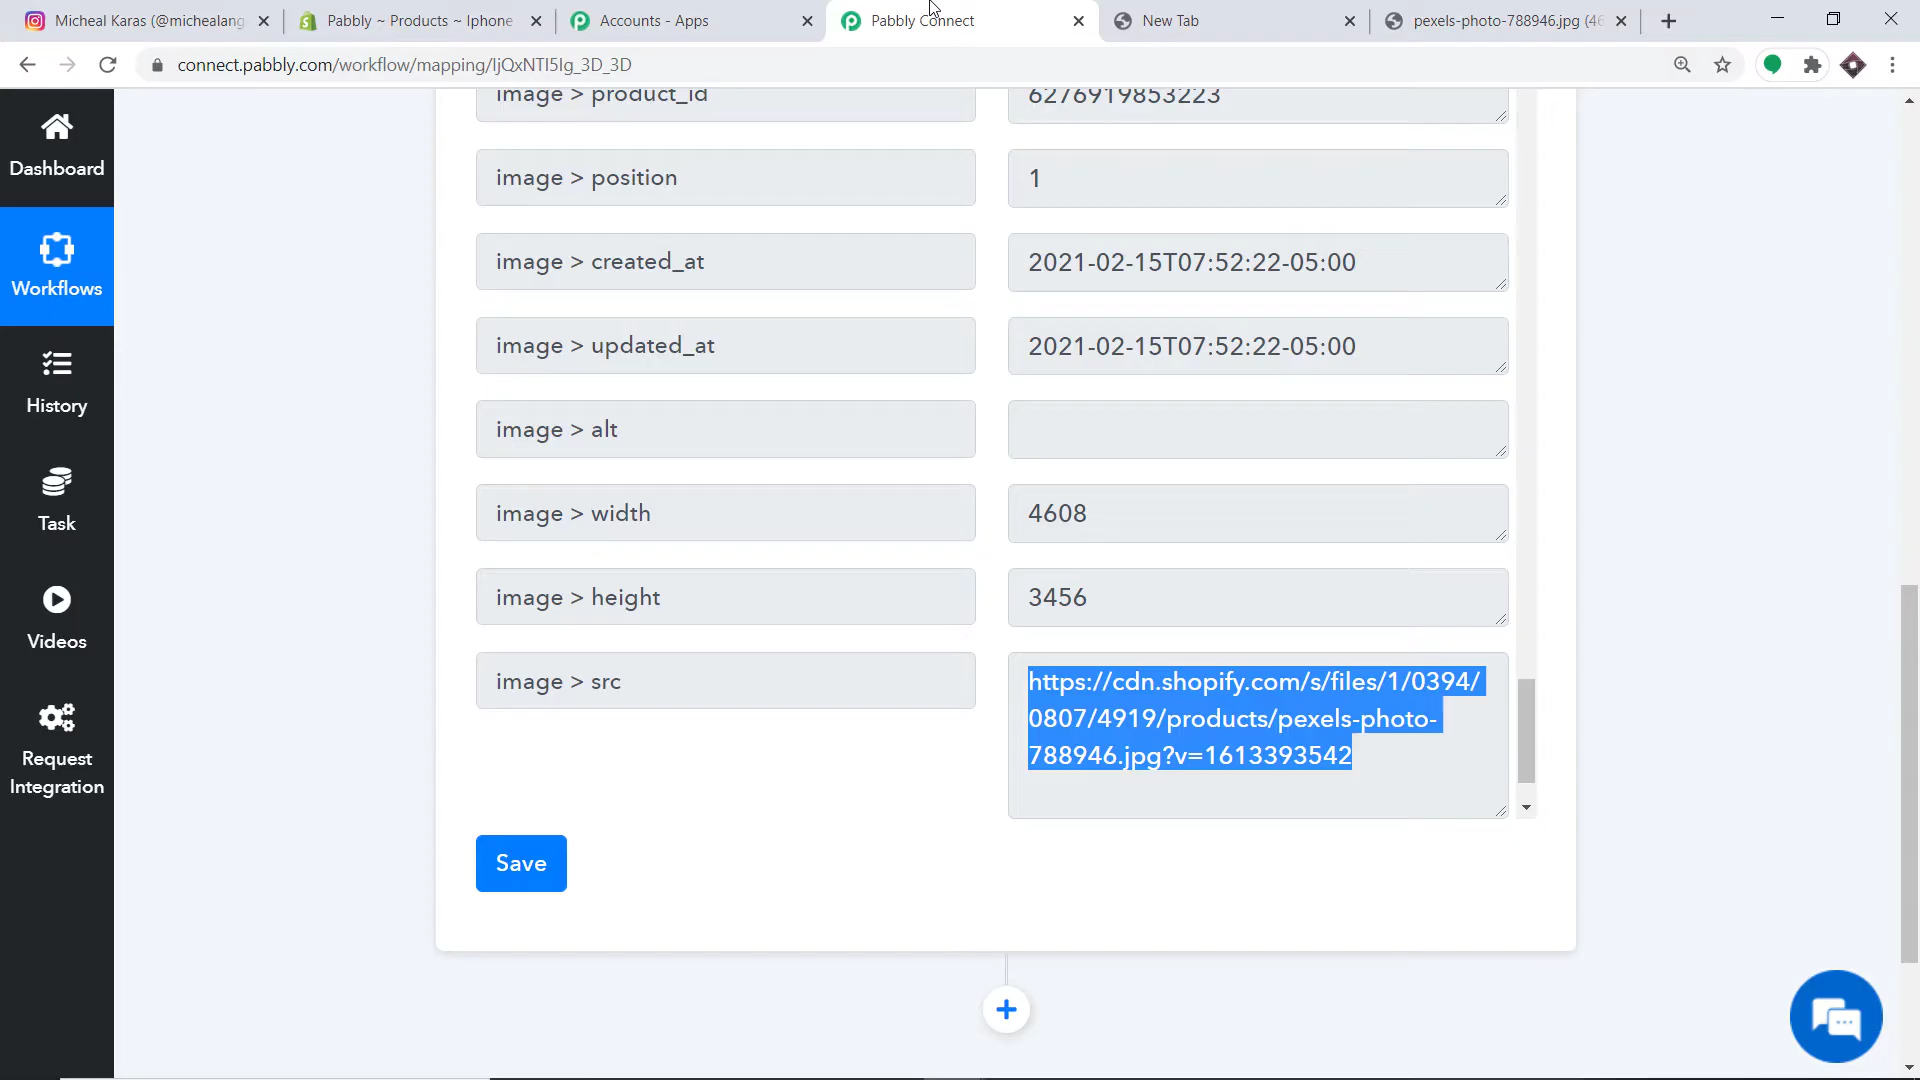 Micheal Karas (@michealang
Pabbly ~ Products ~ Iphone
Accounts - Apps
Pabbly Connect
New Tab
pexels-photo-788946.jpg (46
connect.pabbly.com/workflow/mapping/IjQxNTI5Ig_3D_3D
Dashboard
Workflows
History
Task
Videos
Request
Integration
image > product_id
6276919853223
image > position
1
image > created_at
2021-02-15T07:52:22-05:00
image > updated_at
2021-02-15T07:52:22-05:00
image > alt
image > width
4608
image > height
3456
image > src
https://cdn.shopify.com/s/files/1/0394/
0807/4919/products/pexels-photo-
788946.jpg?v=1613393542
Save